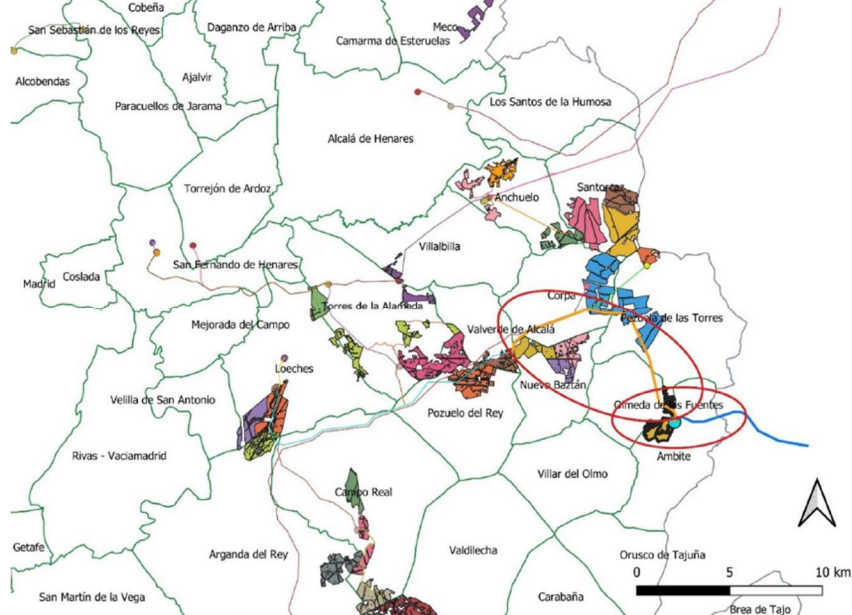 Cobeña
San Sebastián de los Reyes
Daganzo de Arriba
Meco
Camarma de Esteruelas
Alcobendas
Ajalvir
Paracuellos de Jarama
Los Santos de la Humosa
Alcalá de Henares
Torrejón de Ardoz
Santorcaz
Anchuelo
Villalbilla
San Fernando de Henares
Madrid
Coslada
Corpa
Torres de la Alameda
Pezuela de las Torres
Mejorada del Campo
Valverde de Alcalá
Loeches
Nuevo Baztán
Velilla de San Antonio
Olmeda de las Fuentes
Pozuelo del Rey
Rivas - Vaciamadrid
Ambite
Villar del Olmo
Campo Real
Getafe
Arganda del Rey
Valdilecha
Orusco de Tajuña
0 5 10 km
San Martín de la Vega
Carabaña
Brea de Tajo